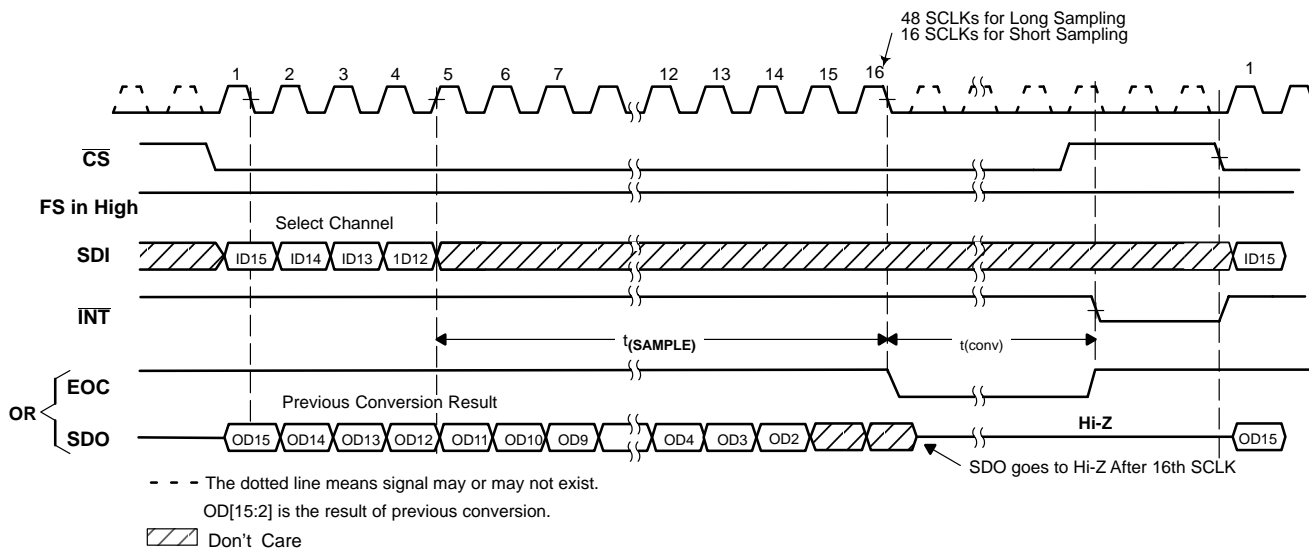 48 SCLKs for Long Sampling
16 SCLKs for Short Sampling
1 2 3 4 5 6 7 12 13 14 15 16 1
CS
FS in High
Select Channel
SDI ID15 ID14 ID13 1D12 ID15
INT
t(SAMPLE) t(conv)
EOC
OR
Previous Conversion Result
SDO OD15 OD14 OD13 OD12 OD11 OD10 OD9 OD4 OD3 OD2 Hi-Z OD15
SDO goes to Hi-Z After 16th SCLK
The dotted line means signal may or may not exist.
OD[15:2] is the result of previous conversion.
Don't Care